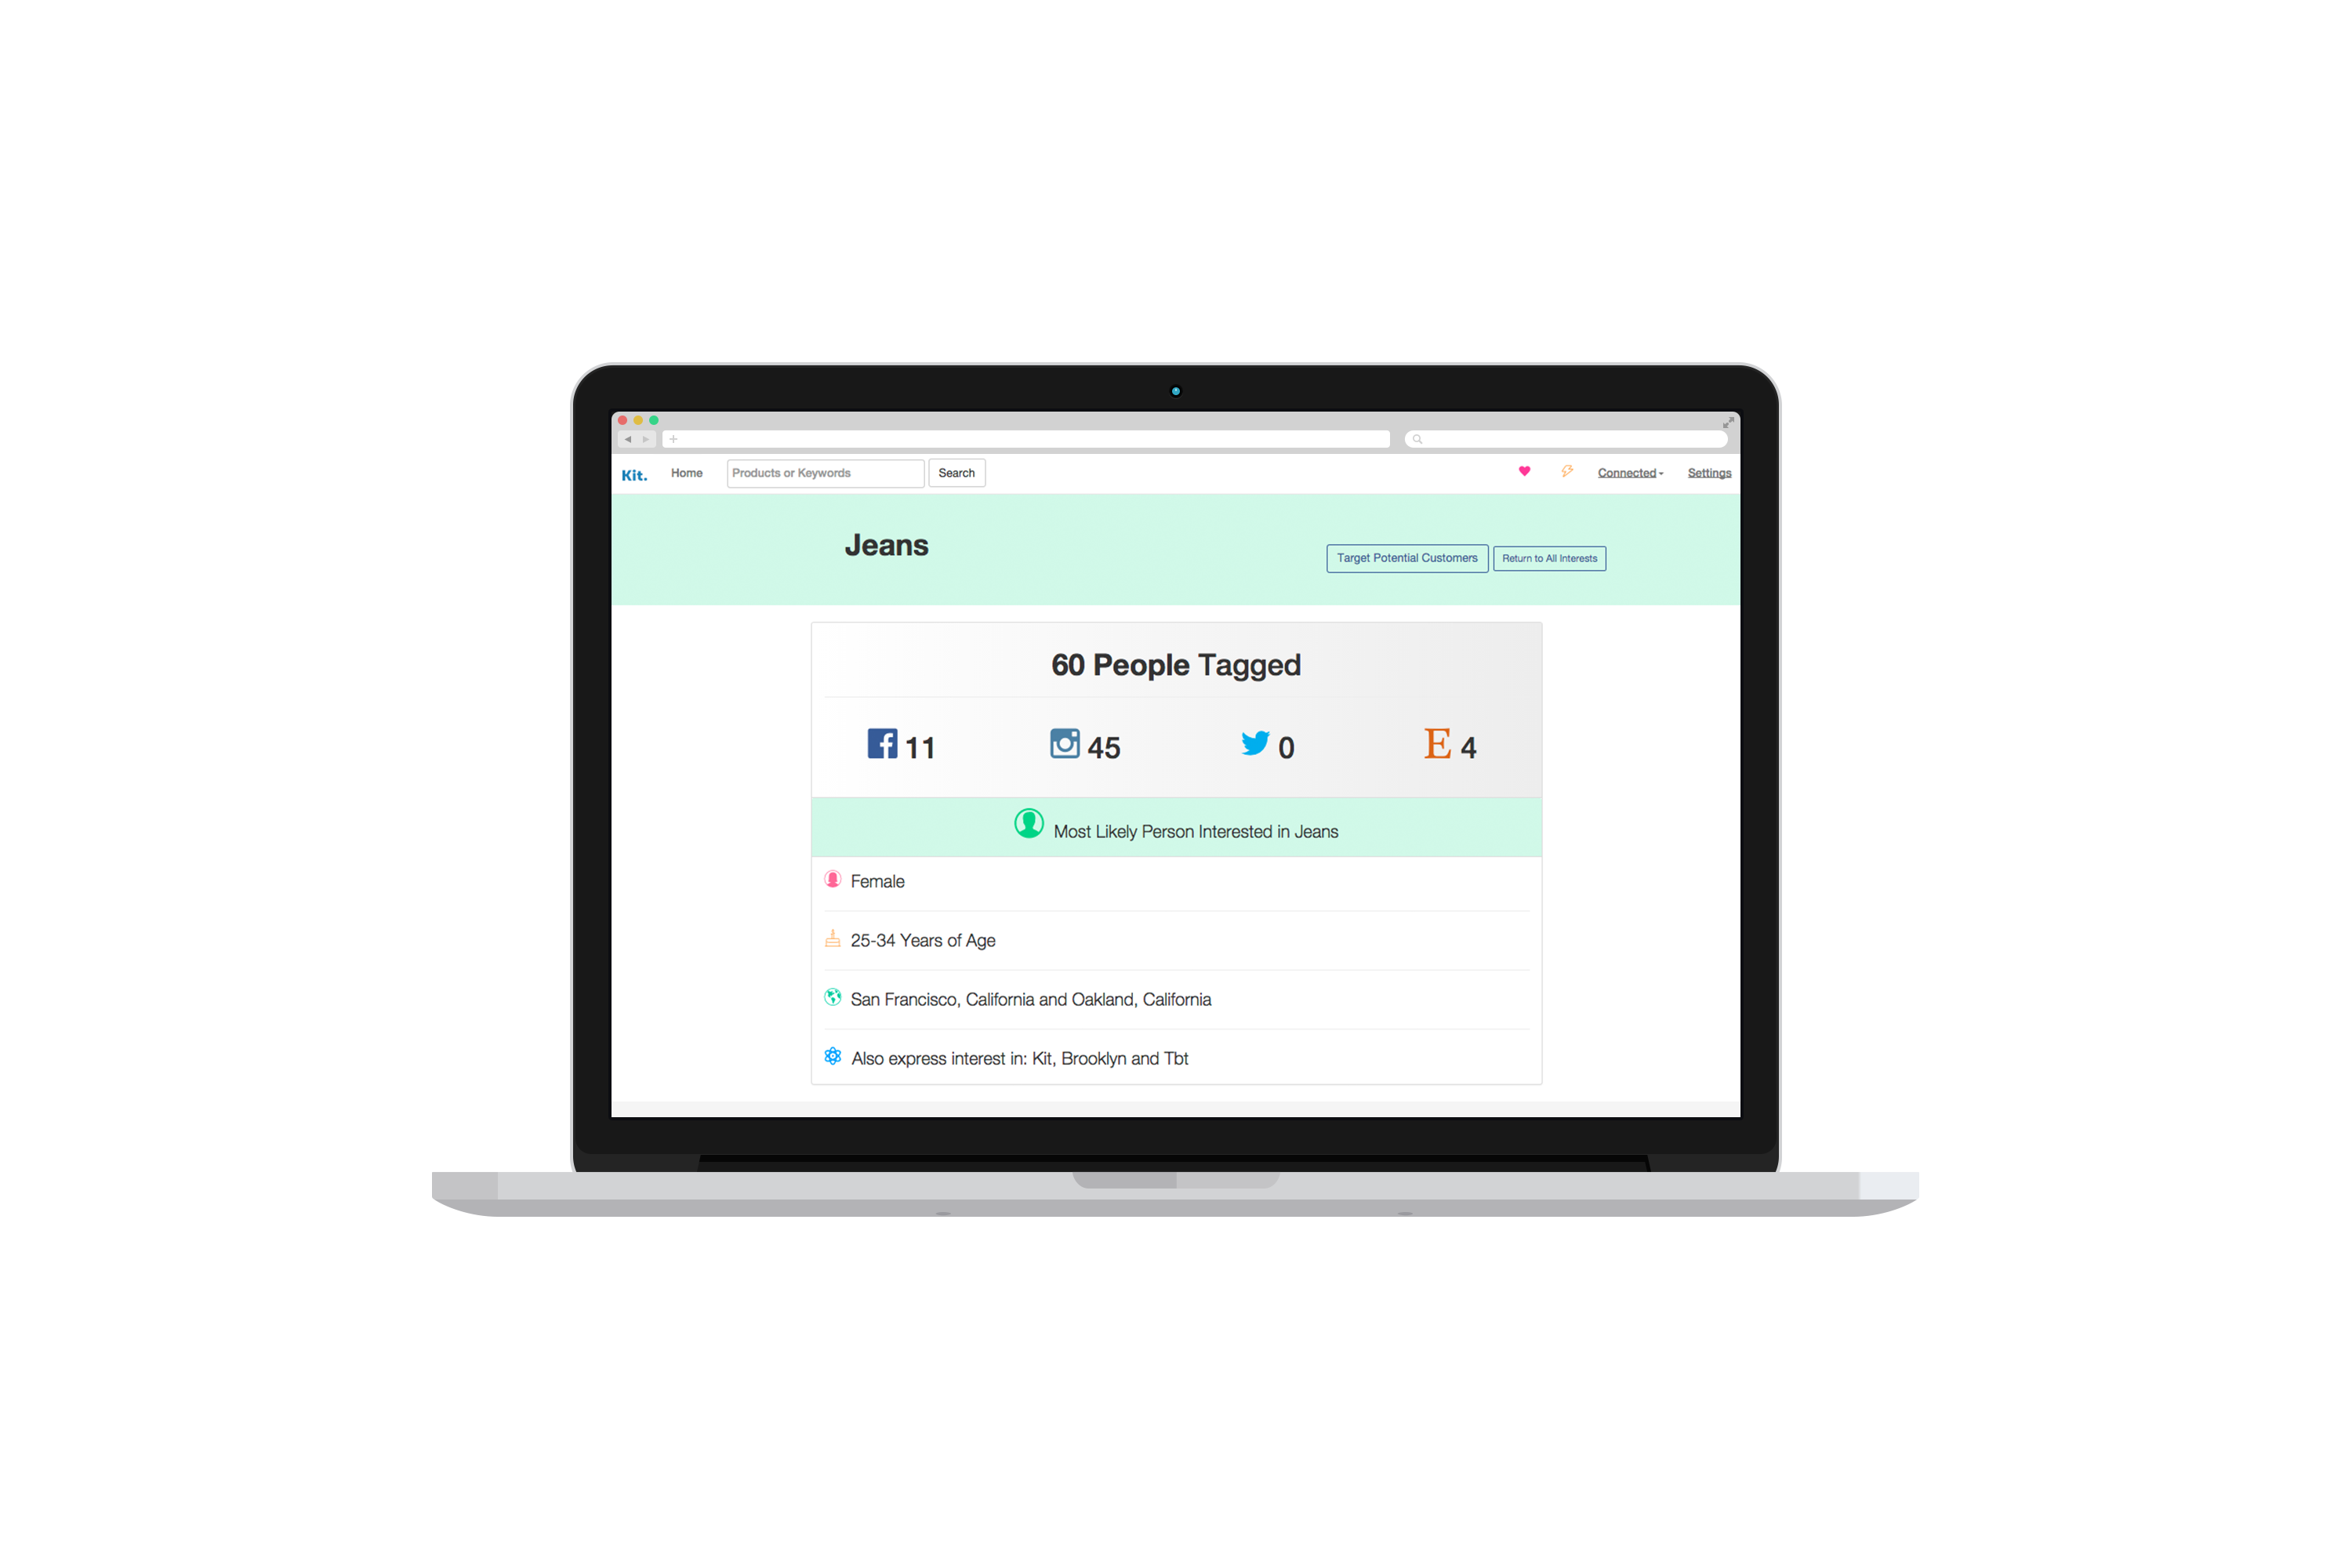 Kit. Home Products or Keywords Search Connected Settings
Jeans
Target Potential Customers Return to All Interests
60 People Tagged
11 45 0 E 4
Most Likely Person Interested in Jeans
Female
25-34 Years of Age
San Francisco, California and Oakland, California
Also express interest in: Kit, Brooklyn and Tbt